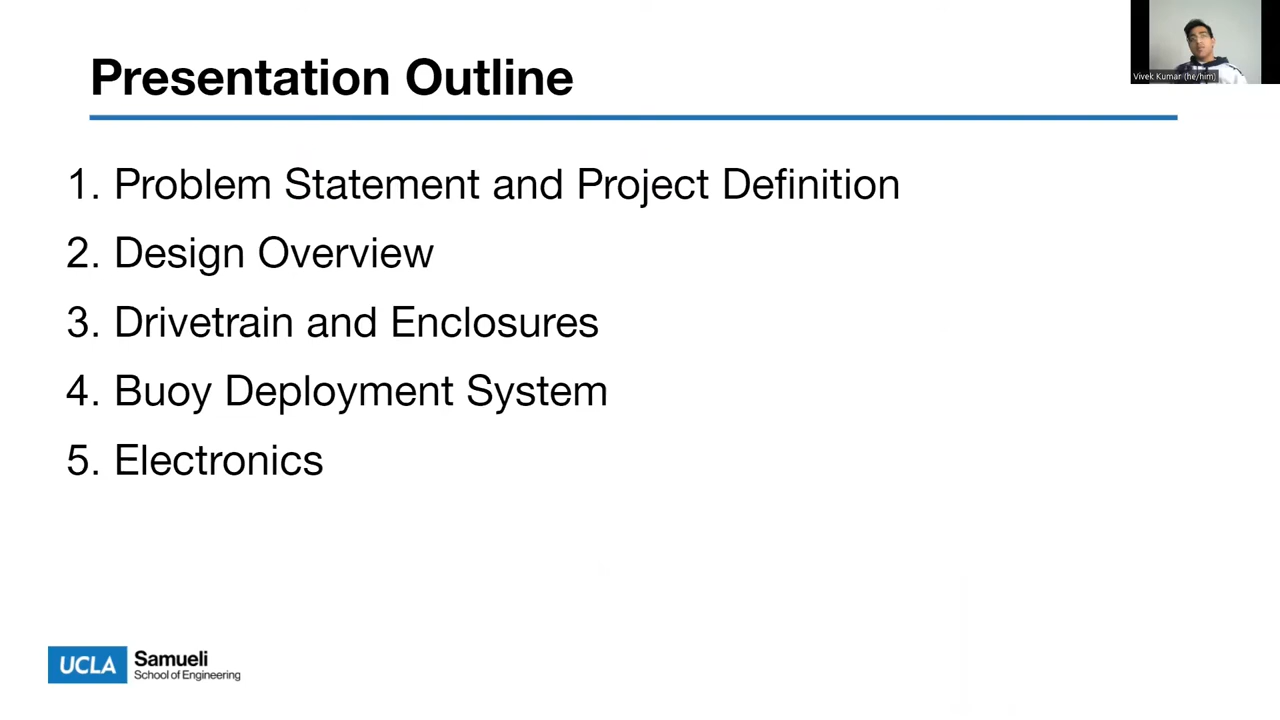 Presentation Outline
Vivek Kumar (he/him)
1. Problem Statement and Project Definition
2. Design Overview
3. Drivetrain and Enclosures
4. Buoy Deployment System
5. Electronics
UCLA Samueli
School of Engineering